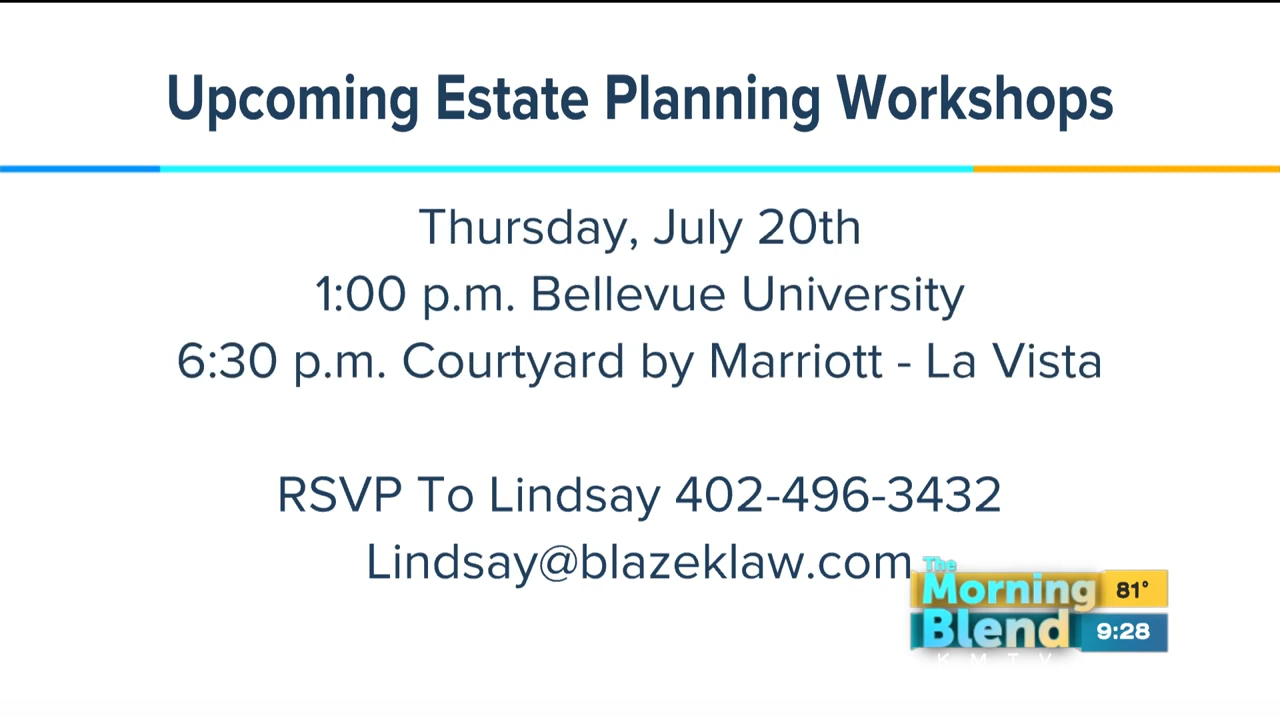 Upcoming Estate Planning Workshops
Thursday, July 20th
1:00 p.m. Bellevue University
6:30 p.m. Courtyard by Marriott - La Vista
RSVP To Lindsay 402-496-3432
Lindsay@blazeklaw.com
The
Morning
81°
Blend
9:28
KMTV